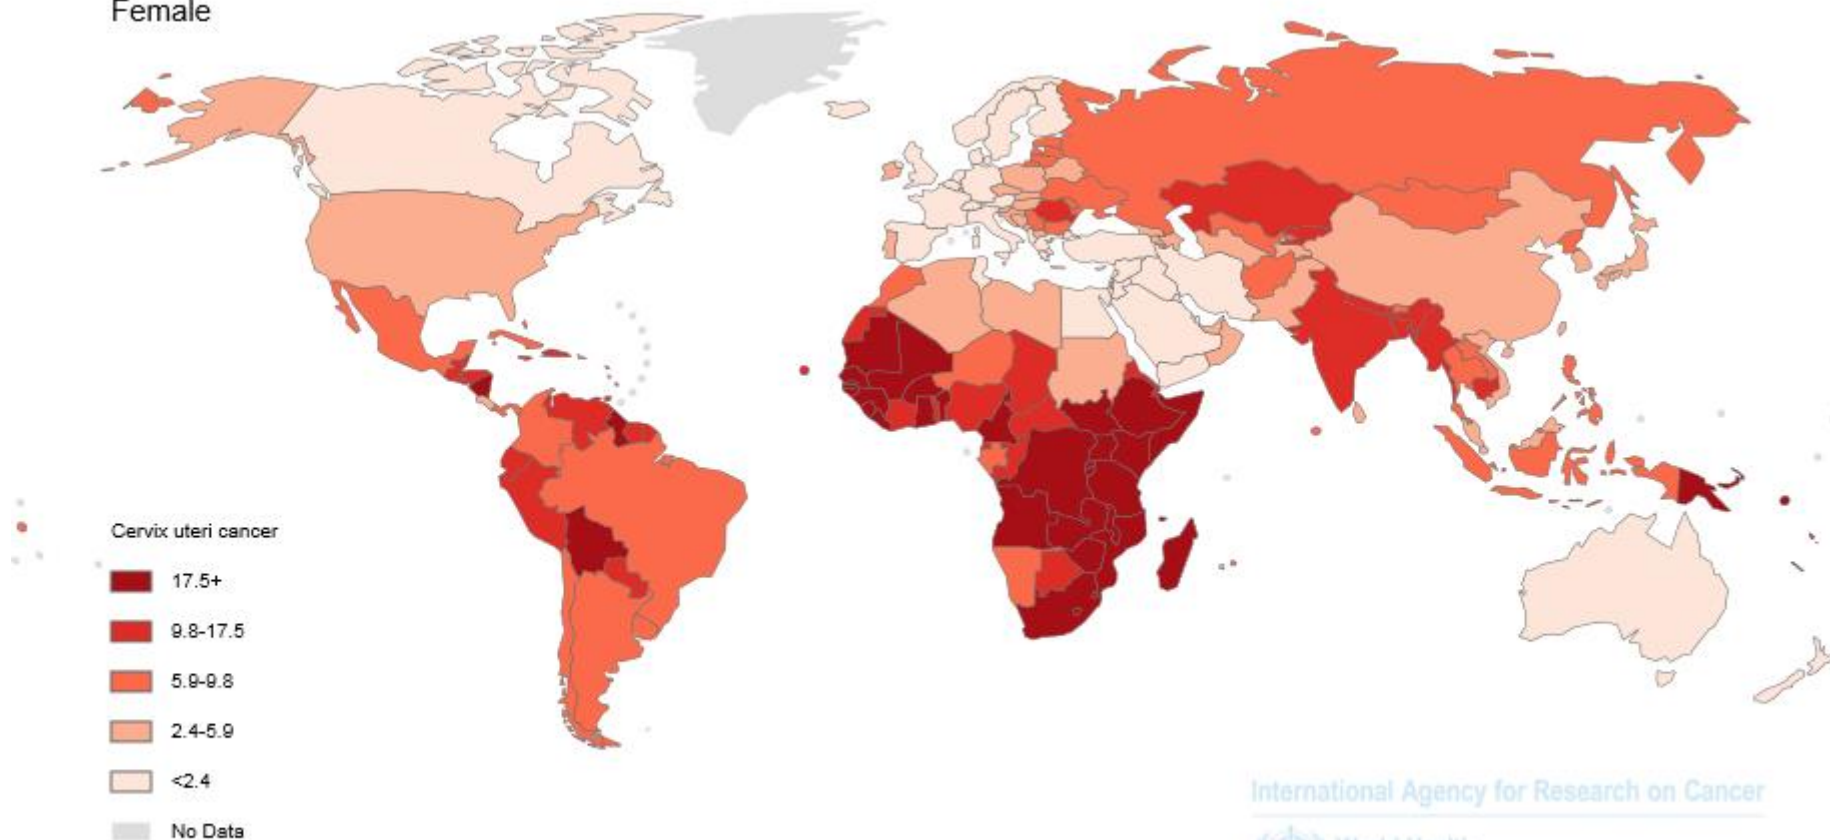 Female
Cervix uteri cancer
17.5+
9.8-17.5
5.9-9.8
2.4-5.9
<2.4
No Data
International Agency for Research on Cancer